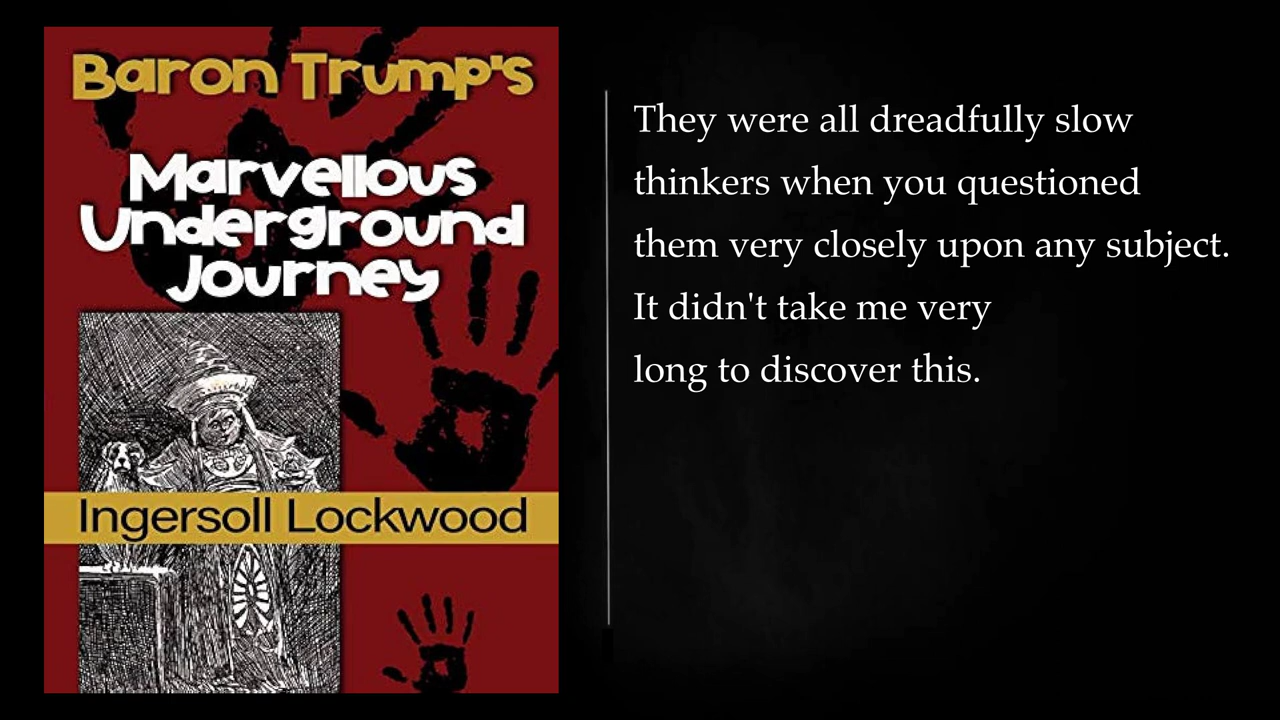 Baron Trump's
Marvellous
Underground
Journey
Ingersoll Lockwood
They were all dreadfully slow
thinkers when you questioned
them very closely upon any subject.
It didn't take me very
long to discover this.